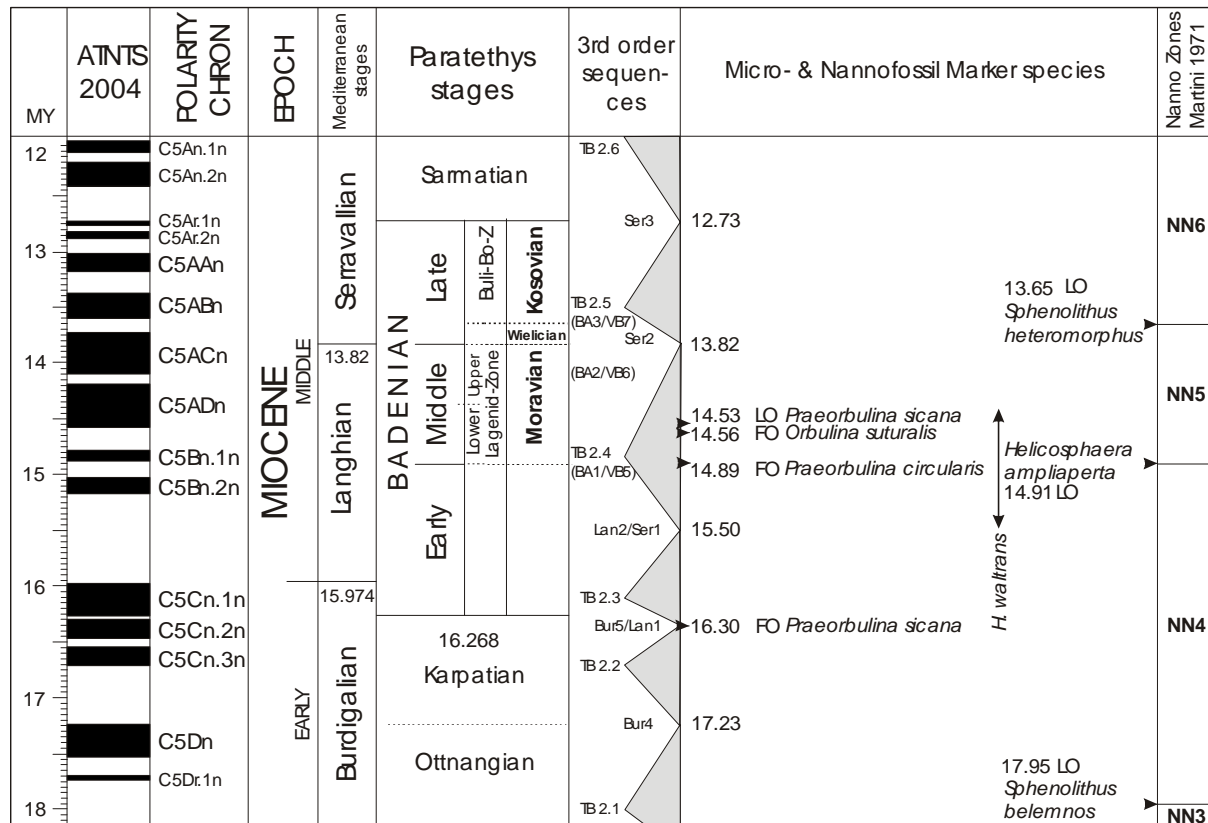 MY
ATNTS
2004
POLARITY
CHRON
EPOCH
Mediterranean
stages
Paratethys
stages
3rd order
sequen-
ces
Micro- & Nannofossil Marker species
Nanno Zones
Martini 1971
12
13
14
15
16
17
18
C5An.1n
C5An.2n
C5Ar.1n
C5Ar.2n
C5AAn
C5ABn
C5ACn
C5ADn
C5Bn.1n
C5Bn.2n
C5Cn.1n
C5Cn.2n
C5Cn.3n
C5Dn
C5Dr.1n
MIOCENE
MIDDLE
EARLY
Serravallian
13.82
Langhian
15.974
Burdigalian
Sarmatian
BADENIAN
Late
Middle
Early
Buli-Bo-Z
Upper
Lower
Lagenid-Zone
Kosovian
Wielician
Moravian
16.268
Karpatian
Ottnangian
TB 2.6
Ser3
TB 2.5
(BA3/VB7)
Ser2
(BA2/VB6)
TB 2.4
(BA1/VB5)
Lan2/Ser1
TB 2.3
Bur5/Lan1
TB 2.2
Bur4
TB 2.1
12.73
13.82
14.53 LO Praeorbulina sicana
14.56 FO Orbulina suturalis
14.89 FO Praeorbulina circularis
15.50
16.30 FO Praeorbulina sicana
17.23
13.65 LO
Sphenolithus
heteromorphus
Helicosphaera
ampliaperta
14.91 LO
H. waltrans
17.95 LO
Sphenolithus
belemnos
NN6
NN5
NN4
NN3